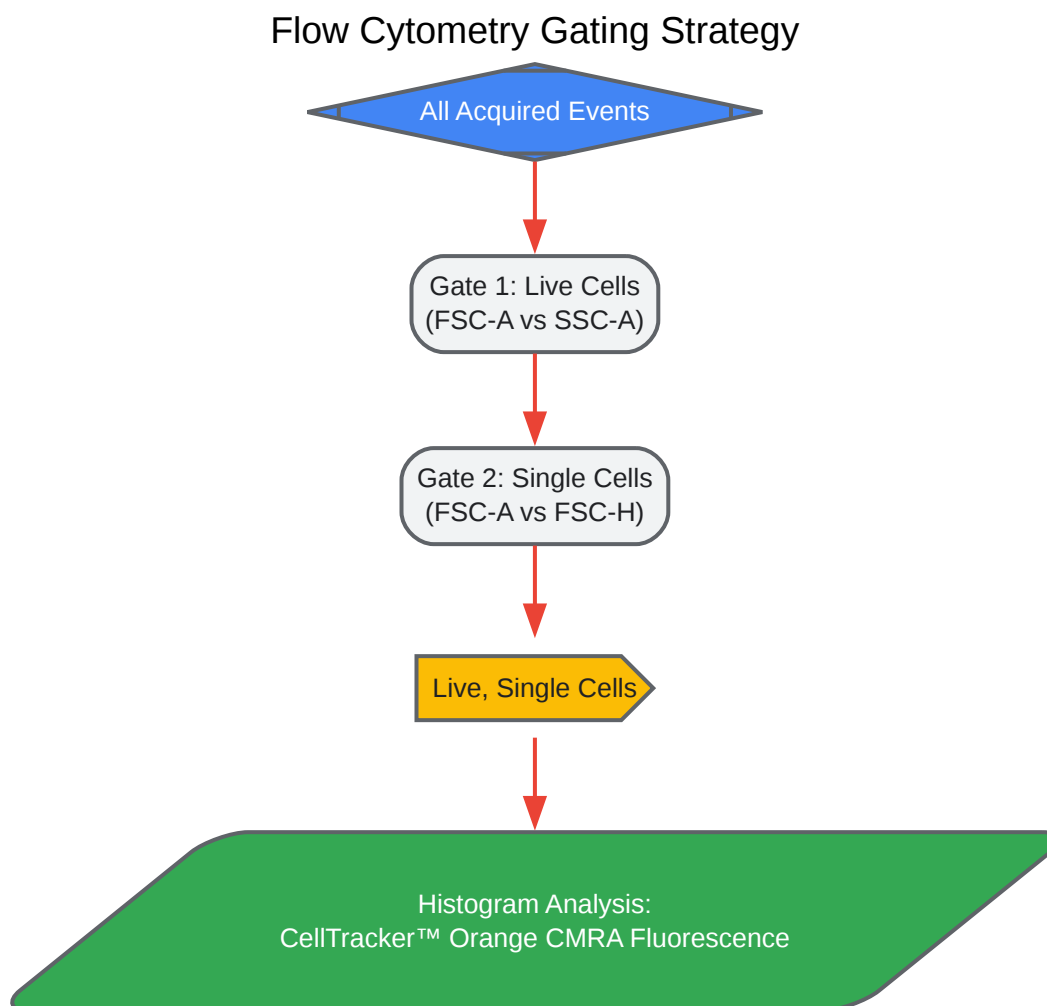 Flow Cytometry Gating Strategy
All Acquired Events
Gate 1: Live Cells
(FSC-A vs SSC-A)
Gate 2: Single Cells
(FSC-A vs FSC-H)
Live, Single Cells
Histogram Analysis:
CellTracker™ Orange CMRA Fluorescence